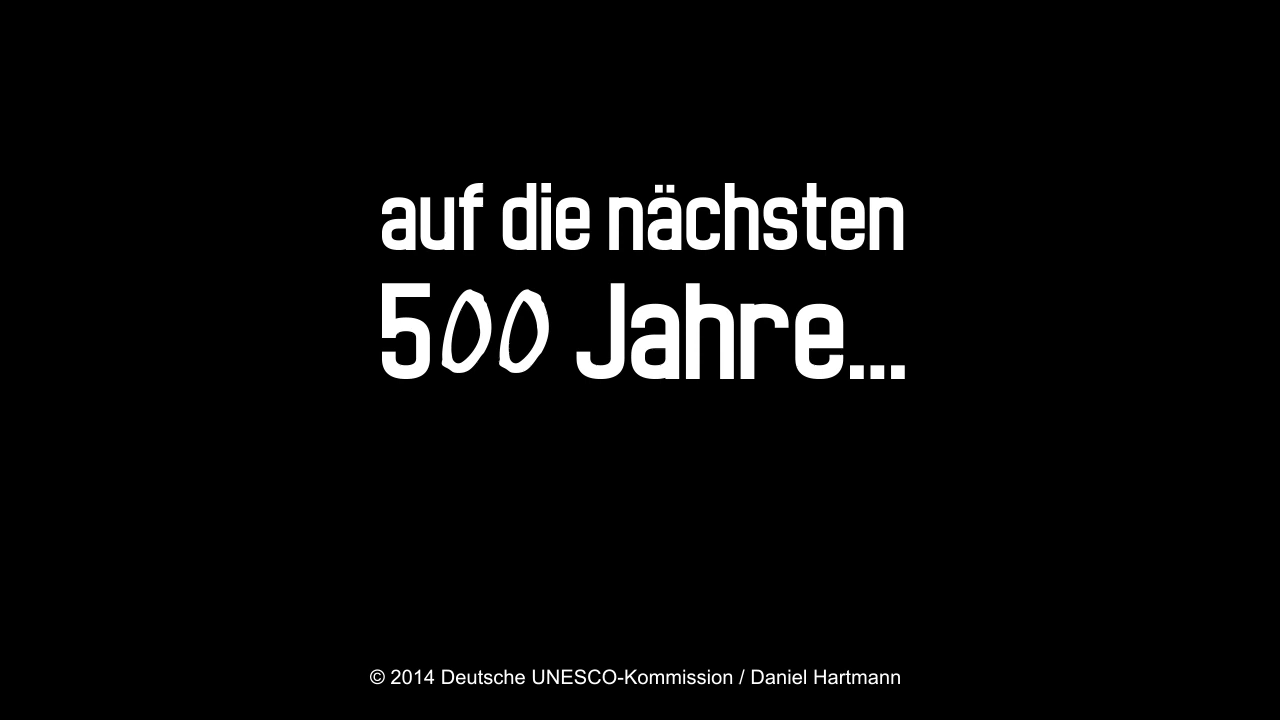 auf die nächsten
500 Jahre...
© 2014 Deutsche UNESCO-Kommission / Daniel Hartmann